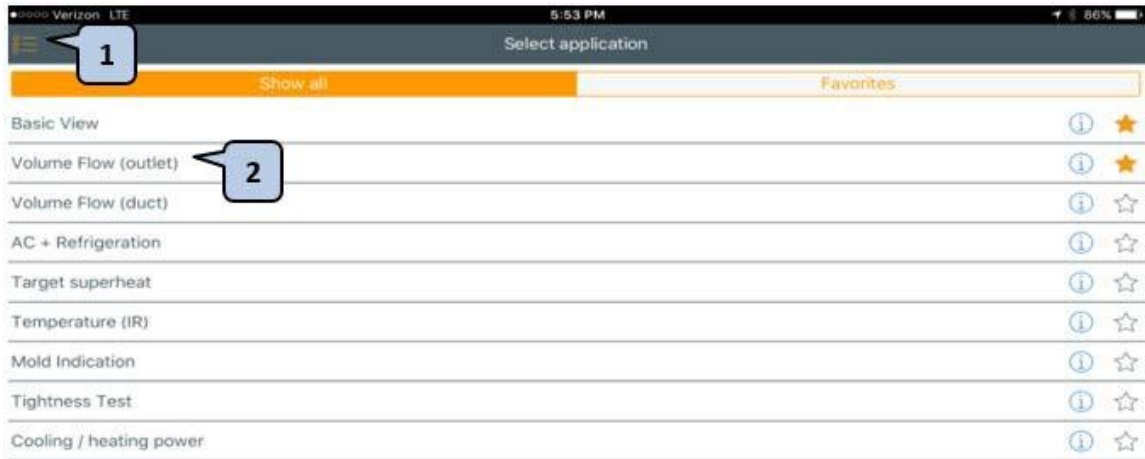 Verizon LTE 5:53 PM 86%
1 Select application
Show all Favorites
Basic View
Volume Flow (outlet)
2
Volume Flow (duct)
AC + Refrigeration
Target superheat
Temperature (IR)
Mold Indication
Tightness Test
Cooling / heating power